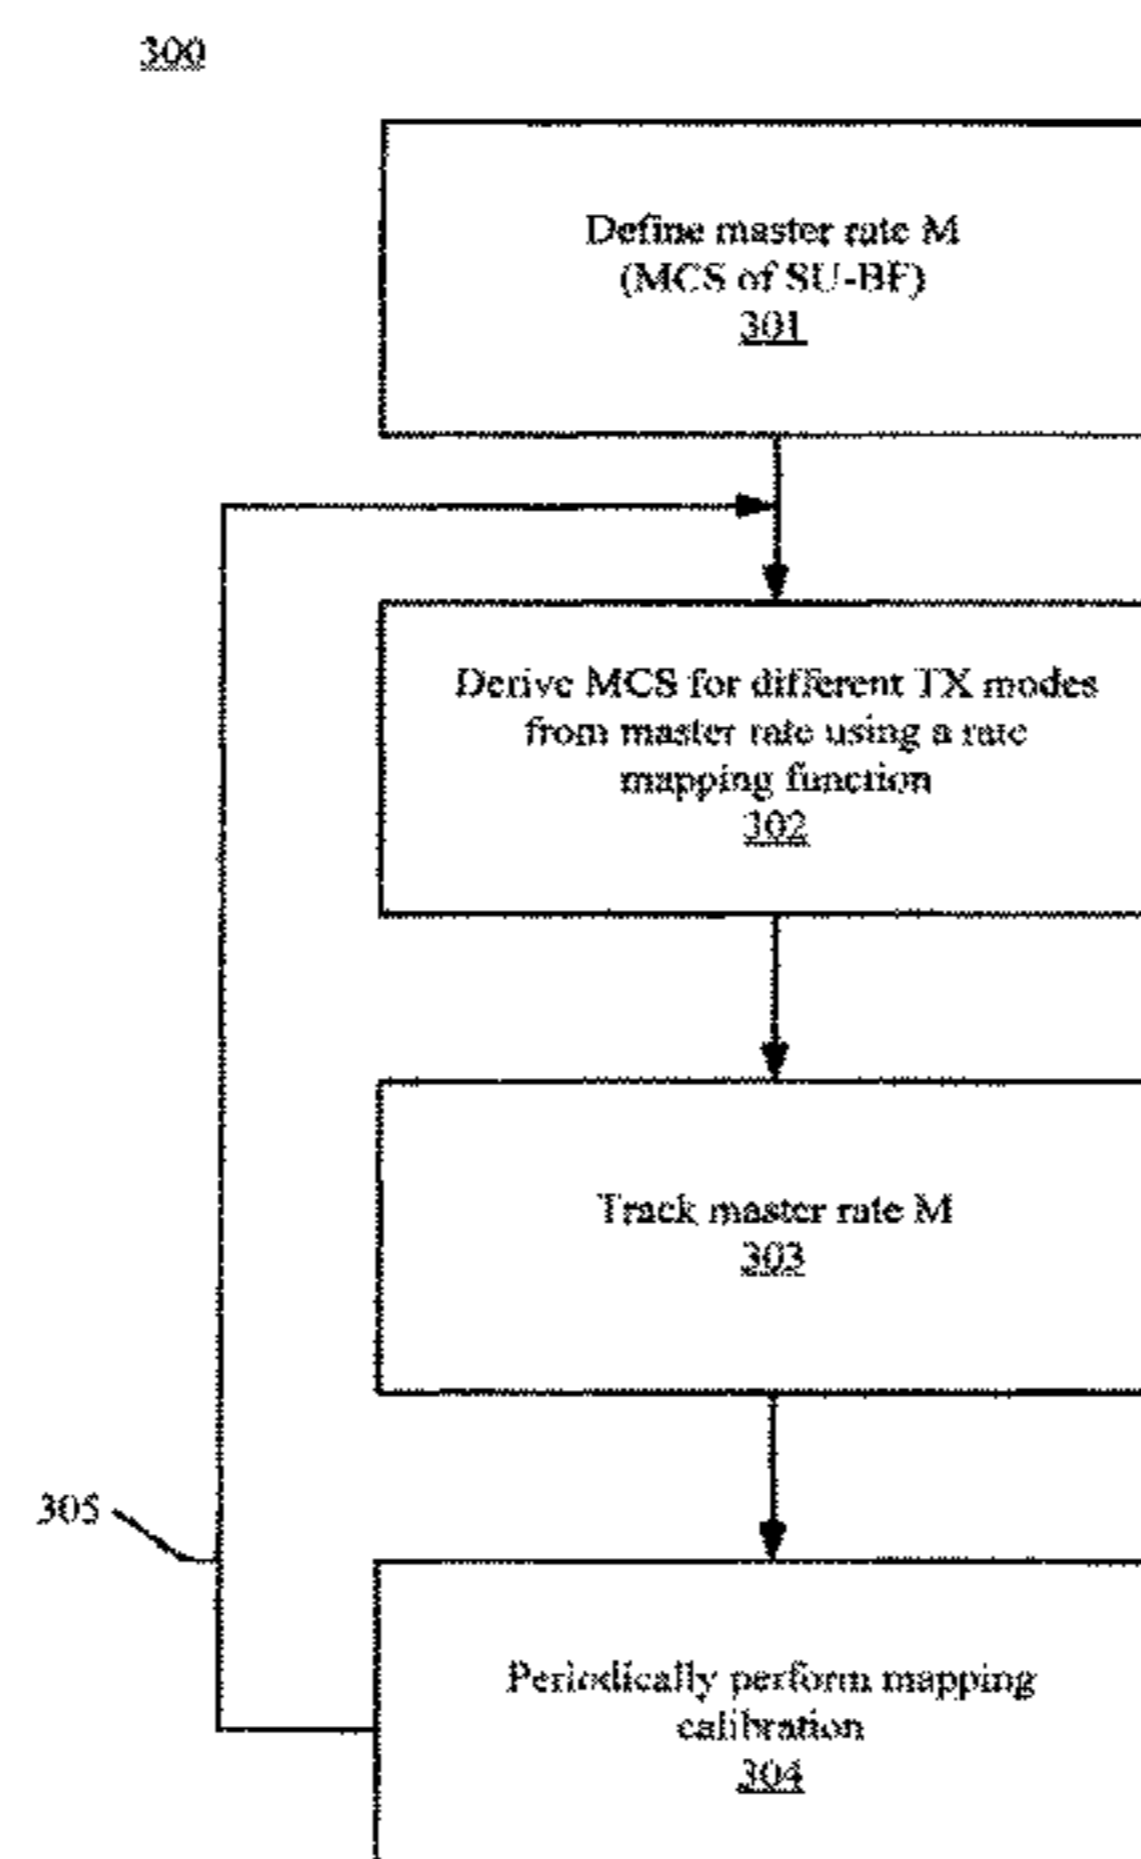 300
Define master rate M
(MCS of SU-BF)
301
Derive MCS for different TX modes
from master rate using a rate
mapping function
302
Track master rate M
303
305
Periodically perform mapping
calibration
304